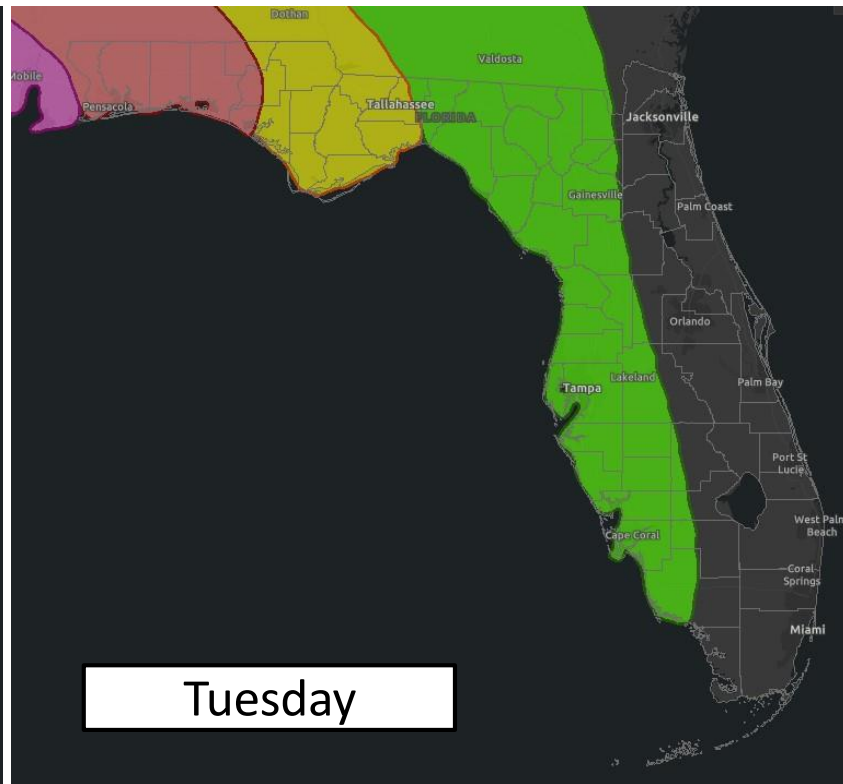 Dothan
Valdosta
Mobile
Pensacola
Tallahassee
FLORIDA
Jacksonville
Gainesville
Palm Coast
Orlando
Lakeland
Tampa
Palm Bay
Port St
Lucie
Cape Coral
West Palm
Beach
Coral
Springs
Miami
Tuesday